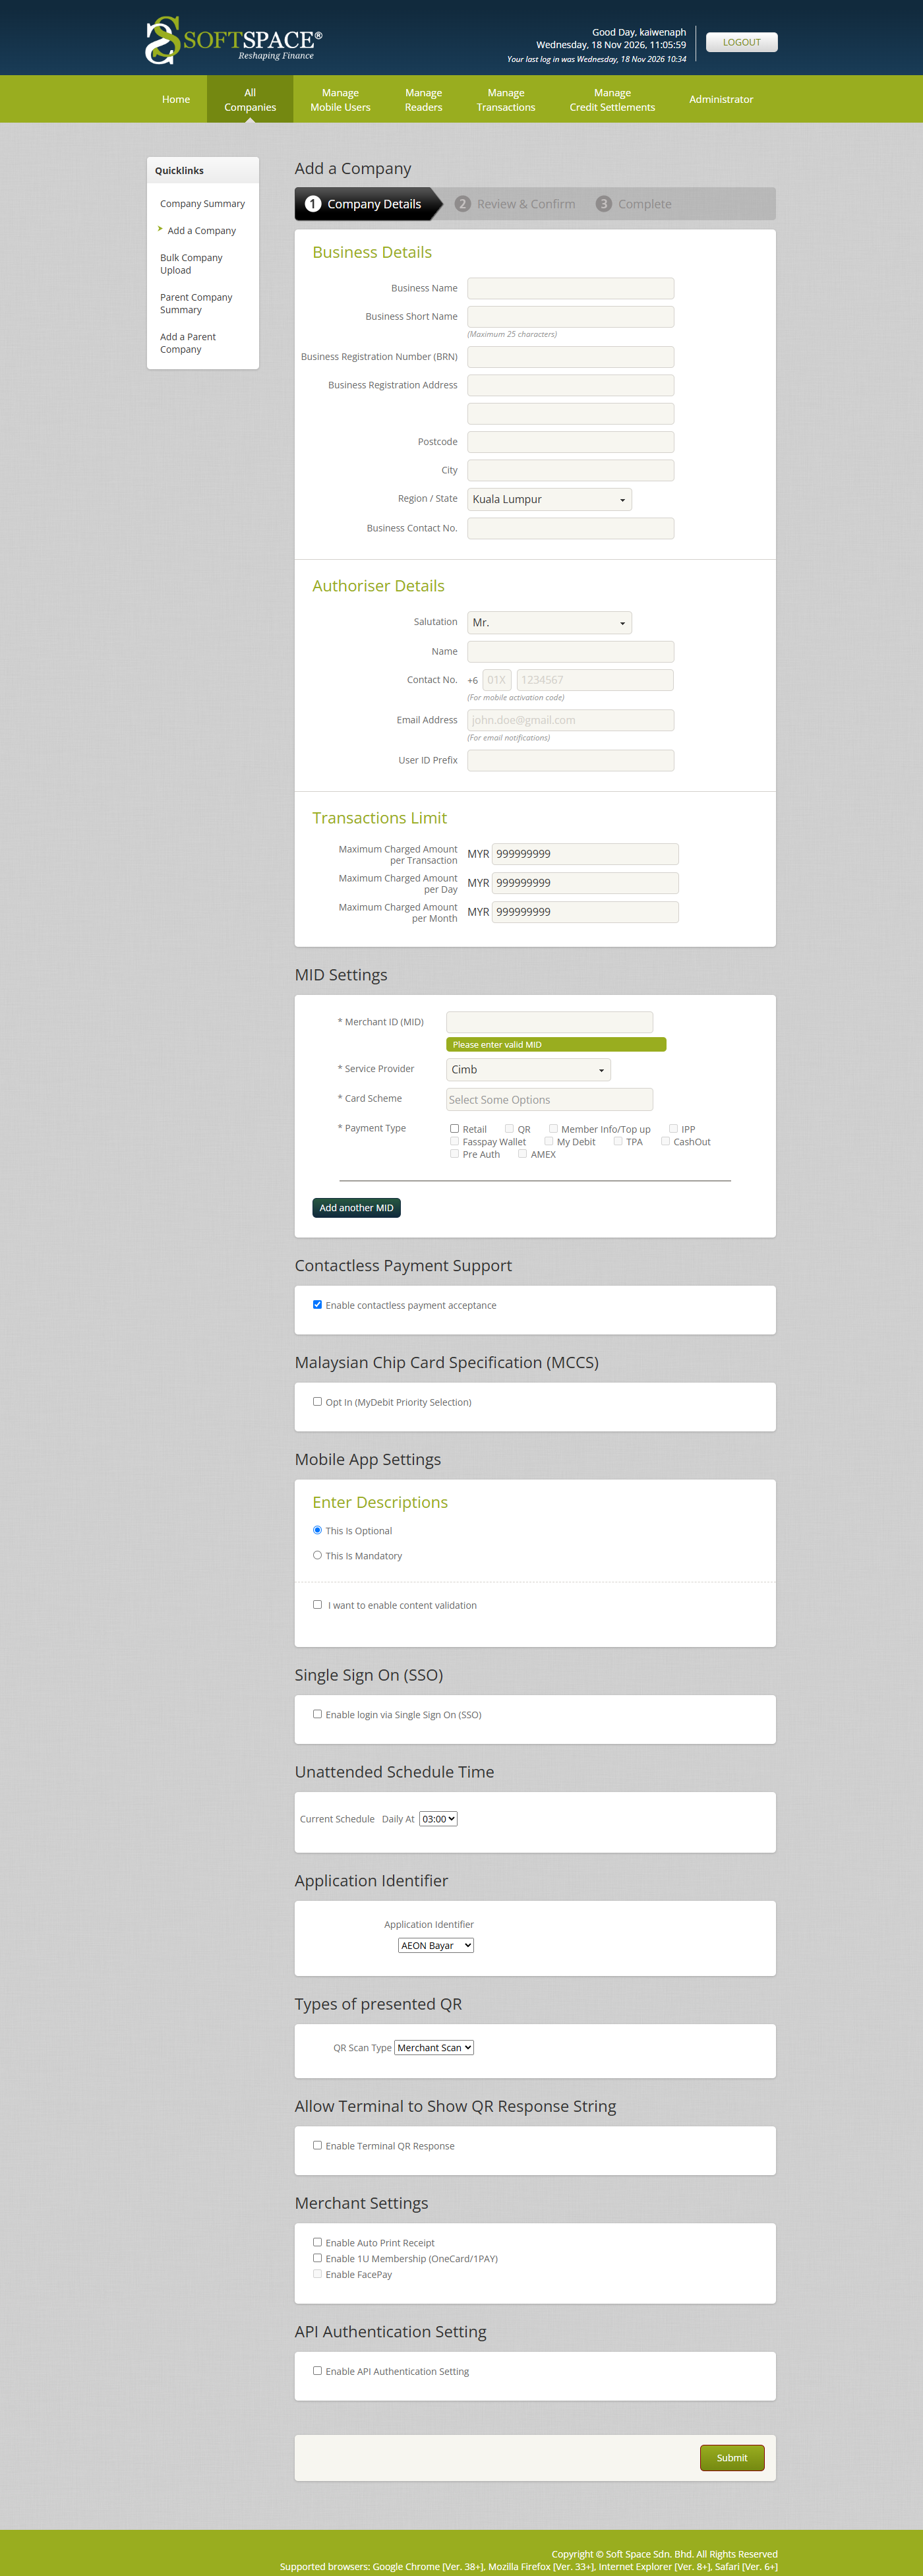 SOFTSPACE®
Reshaping Finance
Good Day, kaiwenaph
Wednesday, 18 Nov 2026, 11:05:59
Your last log in was Wednesday, 18 Nov 2026 10:34
LOGOUT
Home
All
Companies
Manage
Mobile Users
Manage
Readers
Manage
Transactions
Manage
Credit Settlements
Administrator
Quicklinks
Company Summary
Add a Company
Bulk Company
Upload
Parent Company
Summary
Add a Parent
Company
Add a Company
1 Company Details
2 Review & Confirm
3 Complete
Business Details
Business Name
Business Short Name
(Maximum 25 characters)
Business Registration Number (BRN)
Business Registration Address
Postcode
City
Region / State Kuala Lumpur
Business Contact No.
Authoriser Details
Salutation Mr.
Name
Contact No. +6 01X 1234567
(For mobile activation code)
Email Address john.doe@gmail.com
(For email notifications)
User ID Prefix
Transactions Limit
Maximum Charged Amount
per Transaction
MYR 999999999
Maximum Charged Amount
per Day
MYR 999999999
Maximum Charged Amount
per Month
MYR 999999999
MID Settings
* Merchant ID (MID)
Please enter valid MID
* Service Provider Cimb
* Card Scheme Select Some Options
* Payment Type Retail QR Member Info/Top up IPP
Fasspay Wallet My Debit TPA CashOut
Pre Auth AMEX
Add another MID
Contactless Payment Support
Enable contactless payment acceptance
Malaysian Chip Card Specification (MCCS)
Opt In (MyDebit Priority Selection)
Mobile App Settings
Enter Descriptions
This Is Optional
This Is Mandatory
I want to enable content validation
Single Sign On (SSO)
Enable login via Single Sign On (SSO)
Unattended Schedule Time
Current Schedule Daily At 03:00
Application Identifier
Application Identifier
AEON Bayar
Types of presented QR
QR Scan Type Merchant Scan
Allow Terminal to Show QR Response String
Enable Terminal QR Response
Merchant Settings
Enable Auto Print Receipt
Enable 1U Membership (OneCard/1PAY)
Enable FacePay
API Authentication Setting
Enable API Authentication Setting
Submit
Copyright © Soft Space Sdn. Bhd. All Rights Reserved
Supported browsers: Google Chrome [Ver. 38+], Mozilla Firefox [Ver. 33+], Internet Explorer [Ver. 8+], Safari [Ver. 6+]